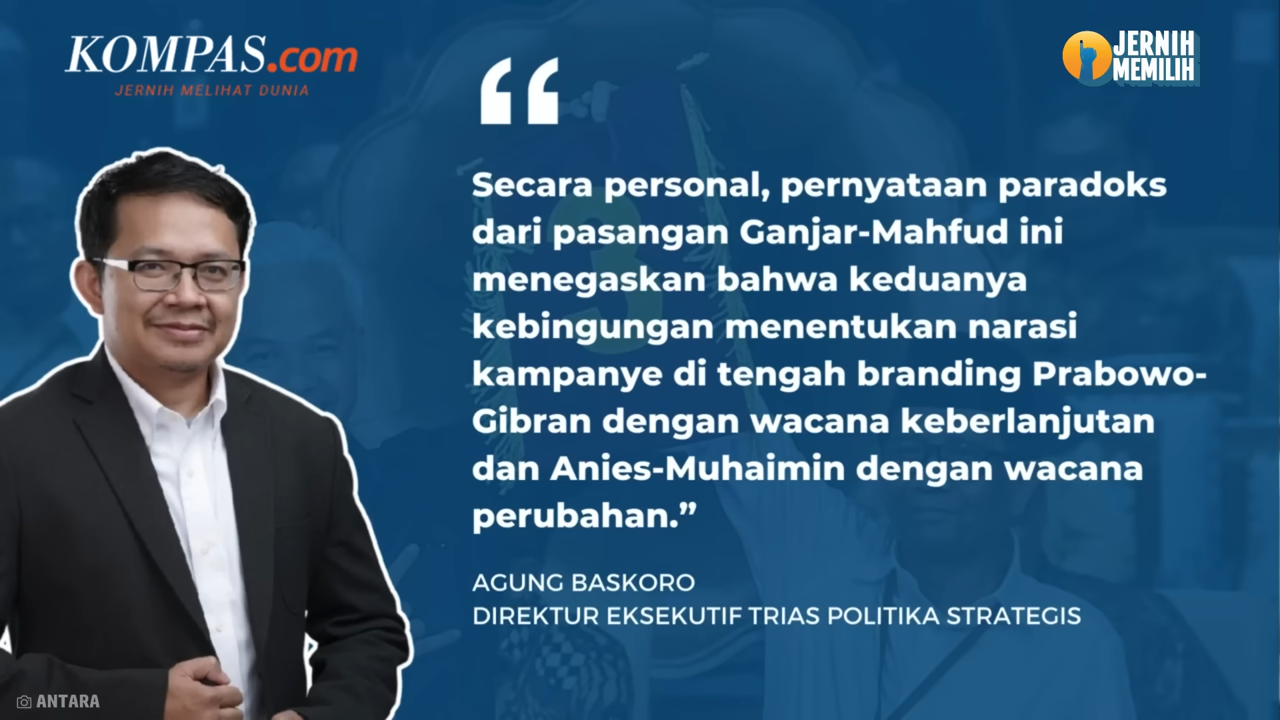 KOMPAS.com
JERNIH MELIHAT DUNIA
JERNIH
MEMILIH
“
Secara personal, pernyataan paradoks
dari pasangan Ganjar-Mahfud ini
menegaskan bahwa keduanya
kebingungan menentukan narasi
kampanye di tengah branding Prabowo-
Gibran dengan wacana keberlanjutan
dan Anies-Muhaimin dengan wacana
perubahan.”
AGUNG BASKORO
DIREKTUR EKSEKUTIF TRIAS POLITIKA STRATEGIS
ANTARA
3